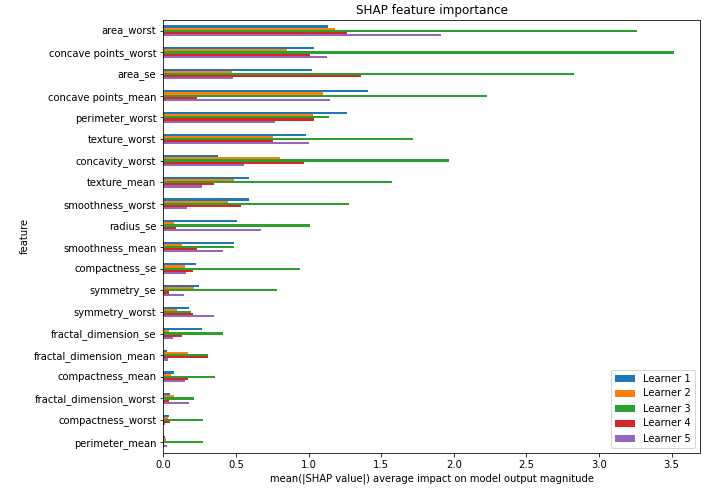 SHAP feature importance
area_worst
concave points_worst
area_se
concave points_mean
perimeter_worst
texture_worst
concavity_worst
texture_mean
smoothness_worst
radius_se
smoothness_mean
compactness_se
symmetry_se
symmetry_worst
fractal_dimension_se
fractal_dimension_mean
compactness_mean
fractal_dimension_worst
compactness_worst
perimeter_mean
feature
Learner 1
Learner 2
Learner 3
Learner 4
Learner 5
0.0 0.5 1.0 1.5 2.0 2.5 3.0 3.5
mean(|SHAP value|) average impact on model output magnitude